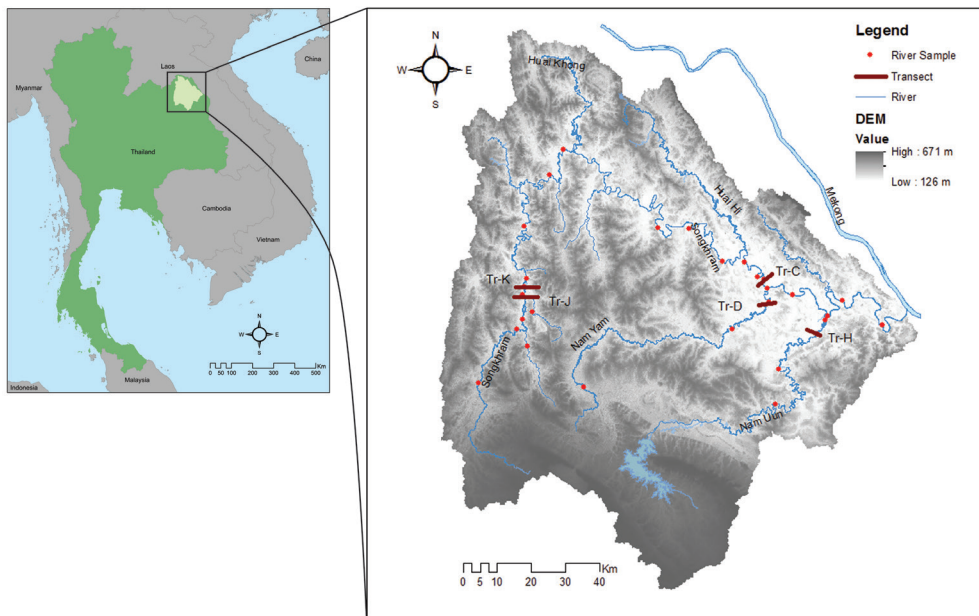 Laos
China
Myanmar
Thailand
Cambodia
Vietnam
Malaysia
Indonesia
N
W E
S
0 50 100 200 300 400 500 Km
N
W E
S
Huai Khong
Huai Hi
Mekong
Songkhram
Tr-K
Tr-J
Tr-C
Tr-D
Tr-H
Nam Yam
Songkhram
Nam Uun
0 5 10 20 30 40 Km
Legend
River Sample
Transect
River
DEM
Value
High : 671 m
Low : 126 m